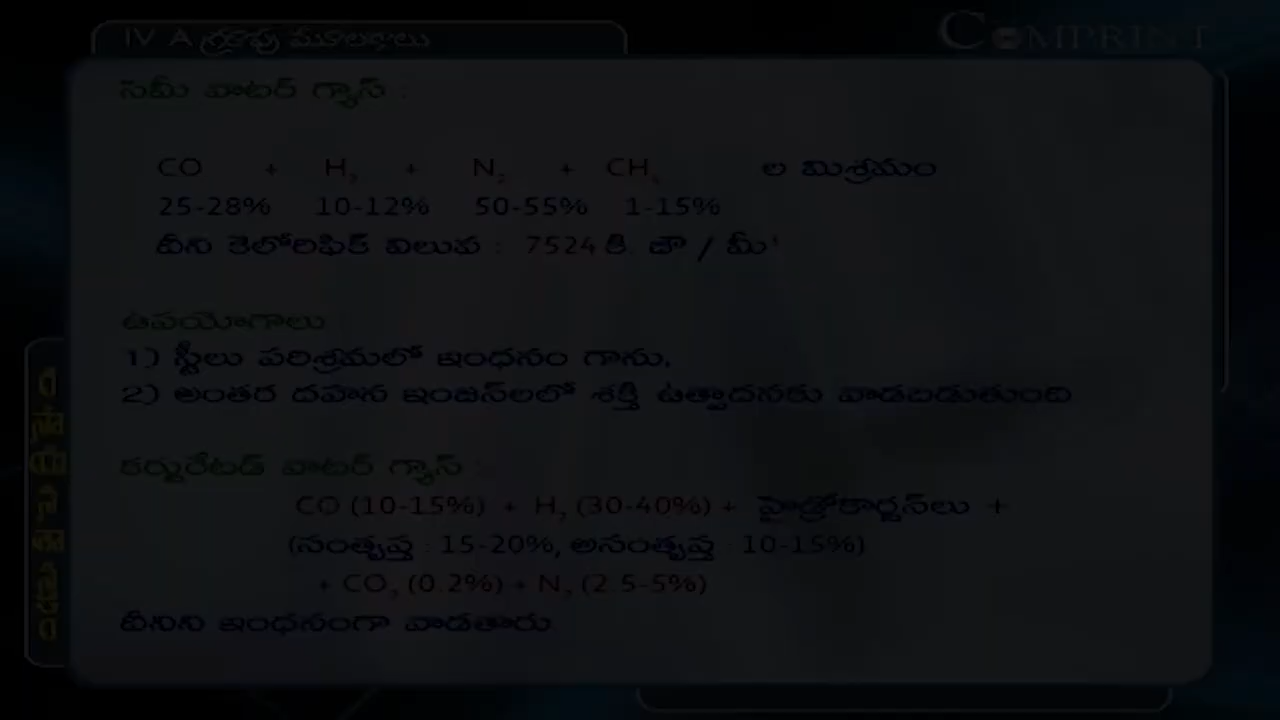 IV A గ్రూపు మూలకాలు
COMPRINT
సెమీ వాటర్ గ్యాస్ :
CO + H₂ + N₂ + CH₄ ల మిశ్రమం
25-28% 10-12% 50-55% 1-15%
దీని కెలోరిఫిక్ విలువ : 7524 కి. జౌ / మీ³
ఉపయోగాలు
1) స్టీలు పరిశ్రమలో ఇంధనం గాను.
2) అంతర దహన ఇంజన్‌లలో శక్తి ఉత్పాదనకు వాడబడుతుంది
కర్బురేటడ్ వాటర్ గ్యాస్ :
CO (10-15%) + H₂ (30-40%) + హైడ్రోకార్బన్‌లు +
(సంతృప్త : 15-20%, అసంతృప్త : 10-15%)
+ CO₂ (0.2%) + N₂ (2.5-5%)
దీనిని ఇంధనంగా వాడతారు